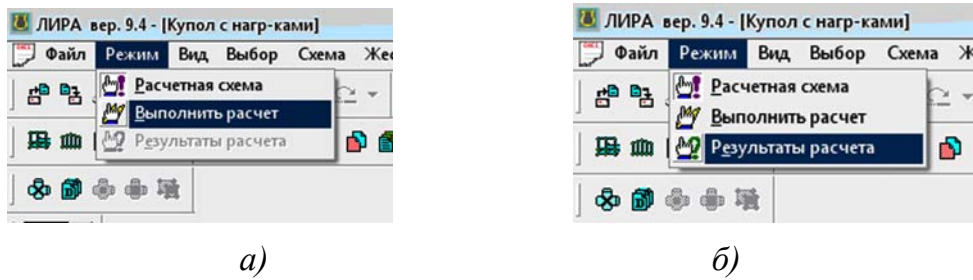 ЛИРА вер. 9.4 - [Купол с нагр-ками]
Файл Режим Вид Выбор Схема Же
Расчетная схема
Выполнить расчет
Результаты расчета
а)
ЛИРА вер. 9.4 - [Купол с нагр-ками]
Файл Режим Вид Выбор Схема Ж
Расчетная схема
Выполнить расчет
Результаты расчета
б)